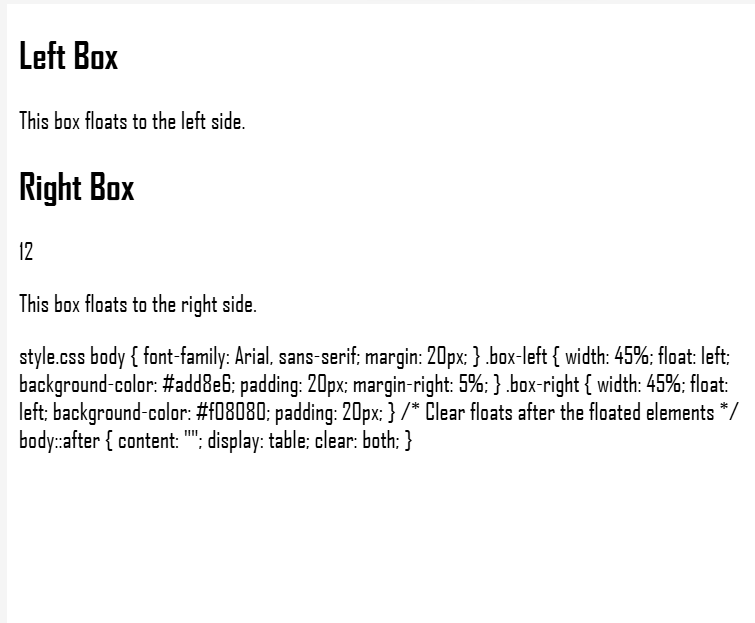 Left Box
This box floats to the left side.
Right Box
12
This box floats to the right side.
style.css body { font-family: Arial, sans-serif; margin: 20px; } .box-left { width: 45%; float: left;
background-color: #add8e6; padding: 20px; margin-right: 5%; } .box-right { width: 45%; float:
left; background-color: #f08080; padding: 20px; } /* Clear floats after the floated elements */
body::after { content: ""; display: table; clear: both; }